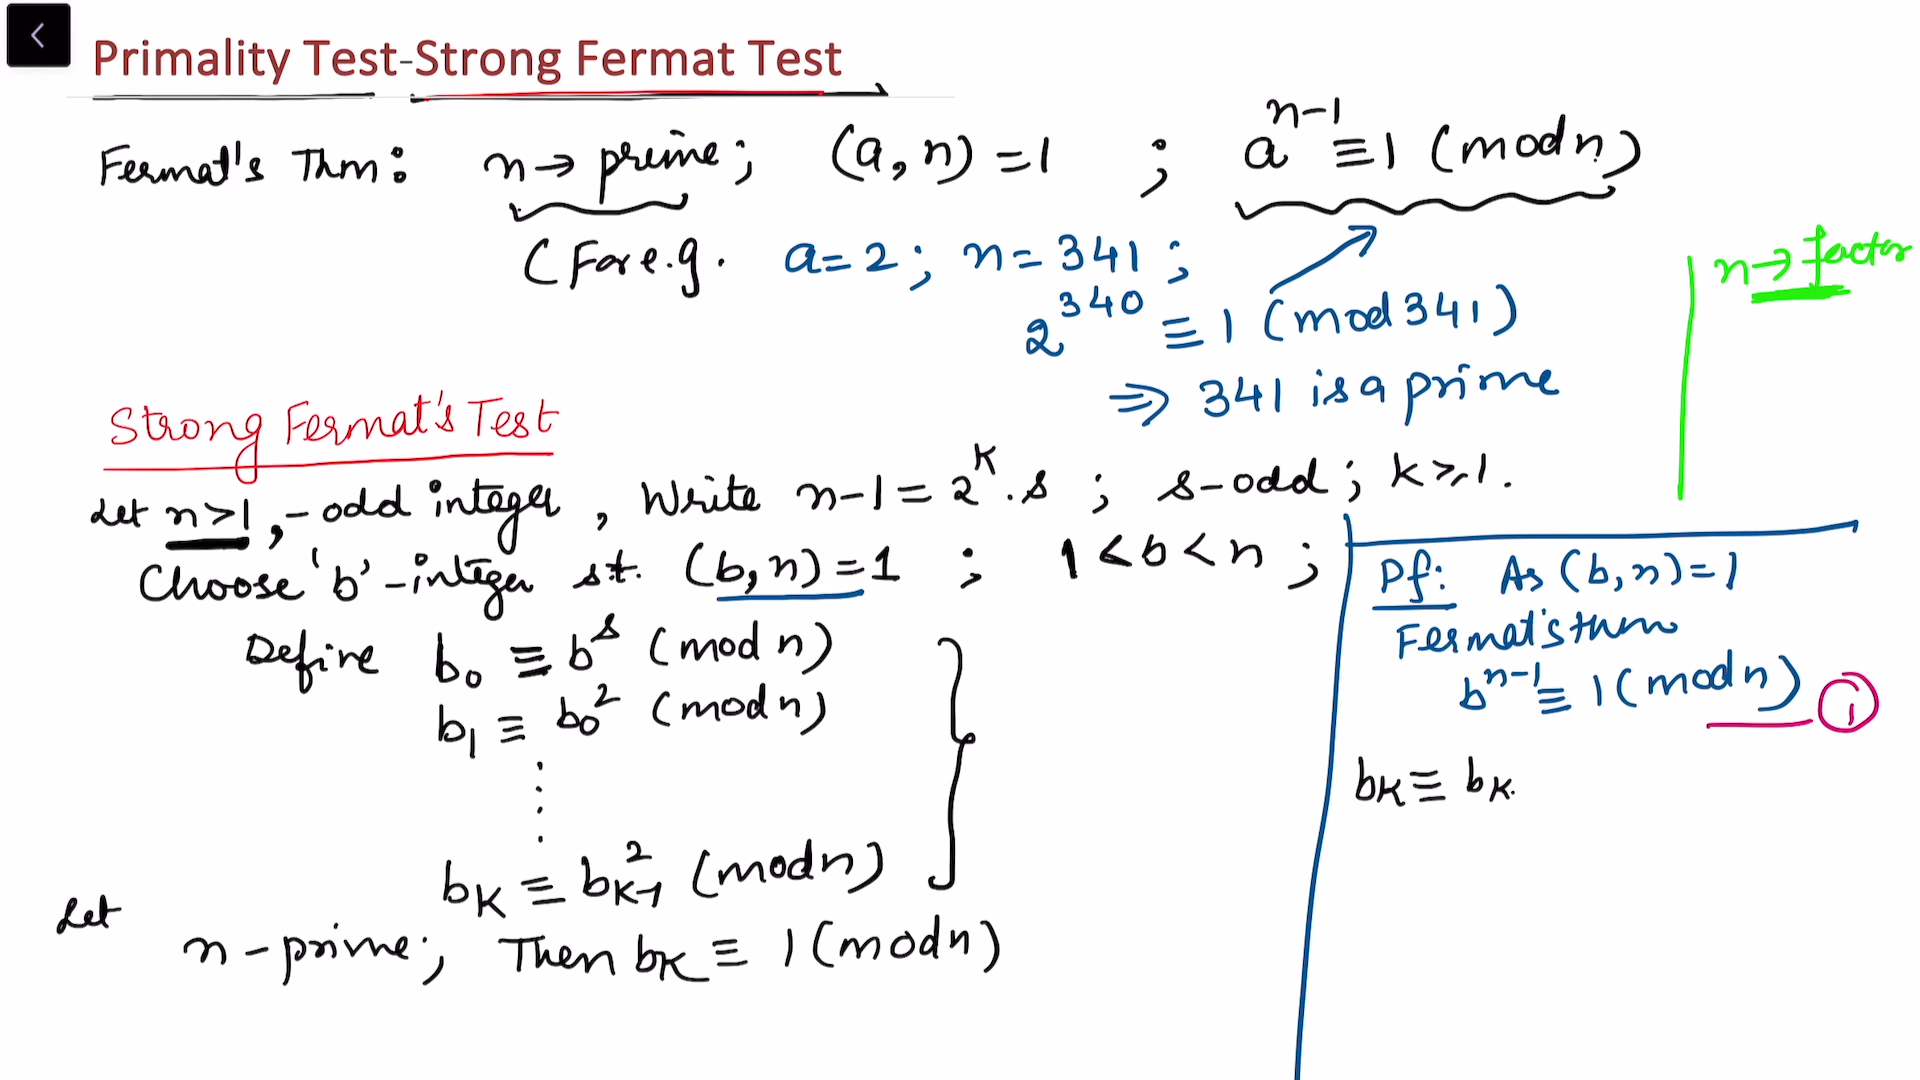 Primality Test-Strong Fermat Test
Fermat's Thm: n→ prime; (a, n) = 1 ; a^{n-1} ≡ 1 (mod n)
(For e.g. a = 2; n = 341;
2^{340} ≡ 1 (mod 341)
⇒ 341 is a prime
n→ factor
Strong Fermat's Test
Let n>1, - odd integer, Write n-1 = 2^k.s ; s-odd; k≥1.
Choose 'b'-integer st. (b, n) = 1 ; 1 < b < n ;
Define b_0 ≡ b^s (mod n)
b_1 ≡ b_0^2 (mod n)
⋮
b_k ≡ b_{k-1}^2 (mod n)
Let
n - prime; Then b_k ≡ 1 (mod n)
Pf: As (b, n) = 1
Fermat's thm
b^{n-1} ≡ 1 (mod n) ①
b_k ≡ b_k